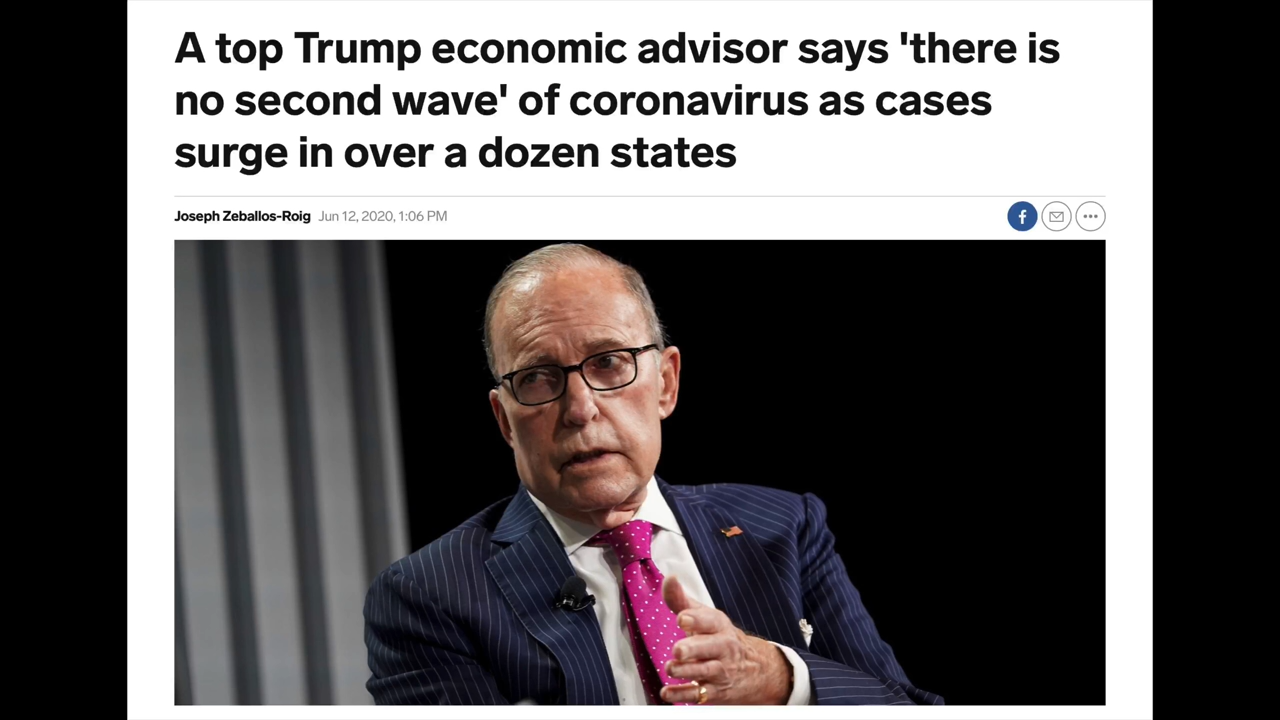 A top Trump economic advisor says 'there is
no second wave' of coronavirus as cases
surge in over a dozen states
Joseph Zeballos-Roig Jun 12, 2020, 1:06 PM